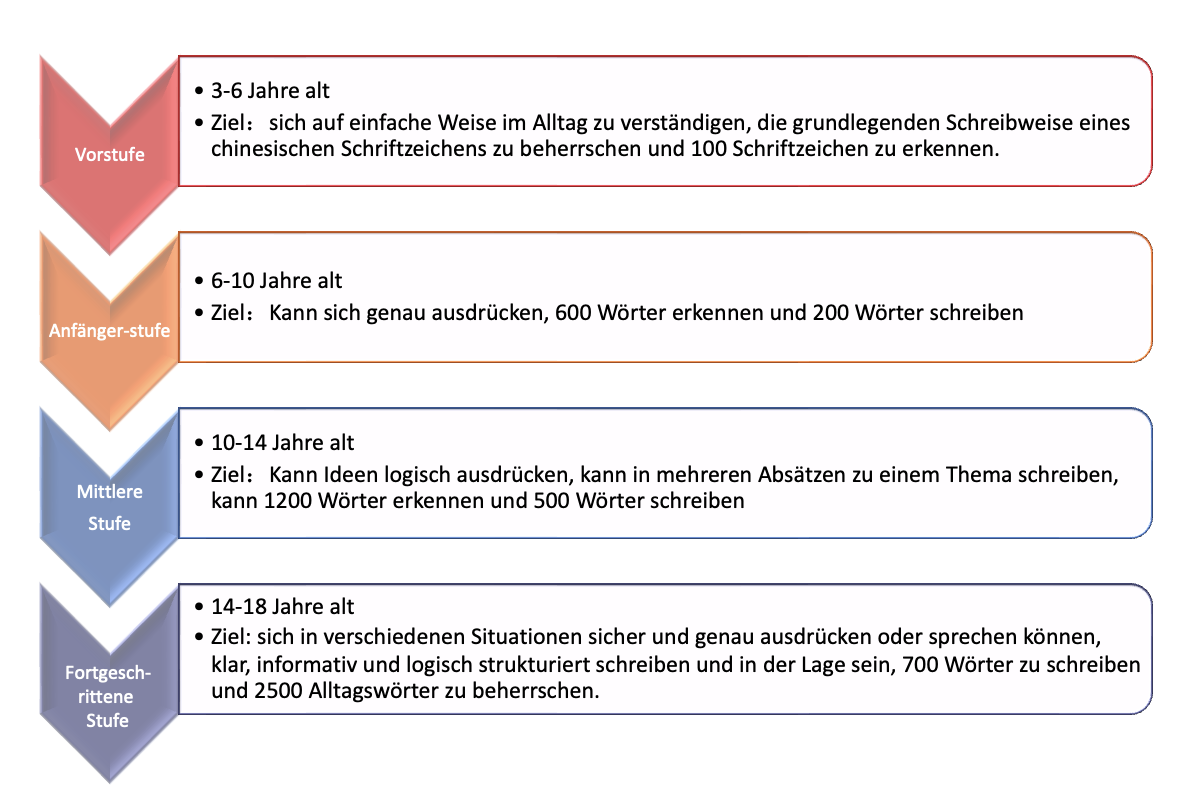 Vorstufe
• 3-6 Jahre alt
• Ziel： sich auf einfache Weise im Alltag zu verständigen, die grundlegenden Schreibweise eines
chinesischen Schriftzeichens zu beherrschen und 100 Schriftzeichen zu erkennen.
Anfänger-stufe
• 6-10 Jahre alt
• Ziel： Kann sich genau ausdrücken, 600 Wörter erkennen und 200 Wörter schreiben
Mittlere
Stufe
• 10-14 Jahre alt
• Ziel： Kann Ideen logisch ausdrücken, kann in mehreren Absätzen zu einem Thema schreiben,
kann 1200 Wörter erkennen und 500 Wörter schreiben
Fortgesch-
rittene
Stufe
• 14-18 Jahre alt
• Ziel: sich in verschiedenen Situationen sicher und genau ausdrücken oder sprechen können,
klar, informativ und logisch strukturiert schreiben und in der Lage sein, 700 Wörter zu schreiben
und 2500 Alltagswörter zu beherrschen.